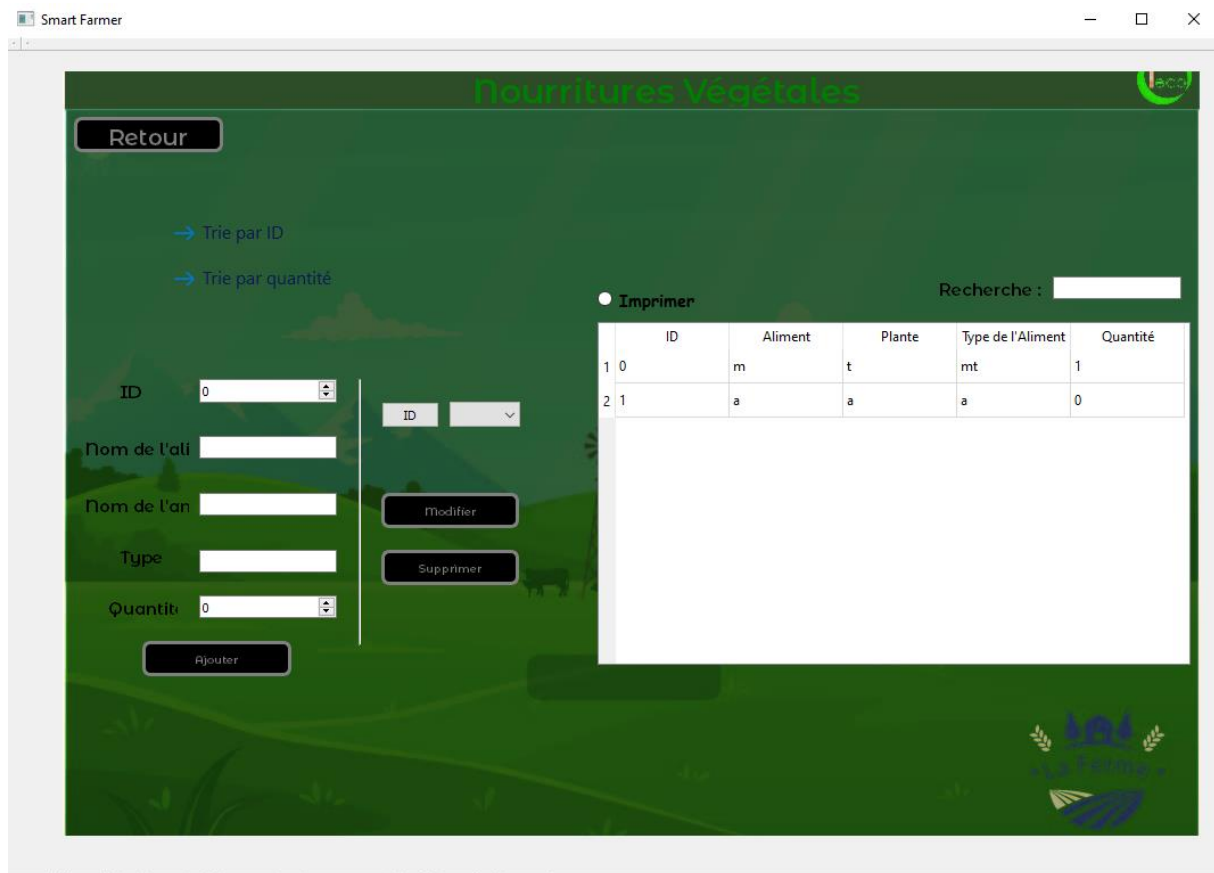 Smart Farmer
Nourritures Végétales
Retour
Trie par ID
Trie par quantité
Recherche :
Imprimer
ID Aliment Plante Type de l'Aliment Quantité
1 0 m t mt 1
2 1 a a a 0
ID 0
ID
Nom de l'ali
Nom de l'an
Modifier
Type
Supprimer
Quantit 0
Ajouter
La Ferme